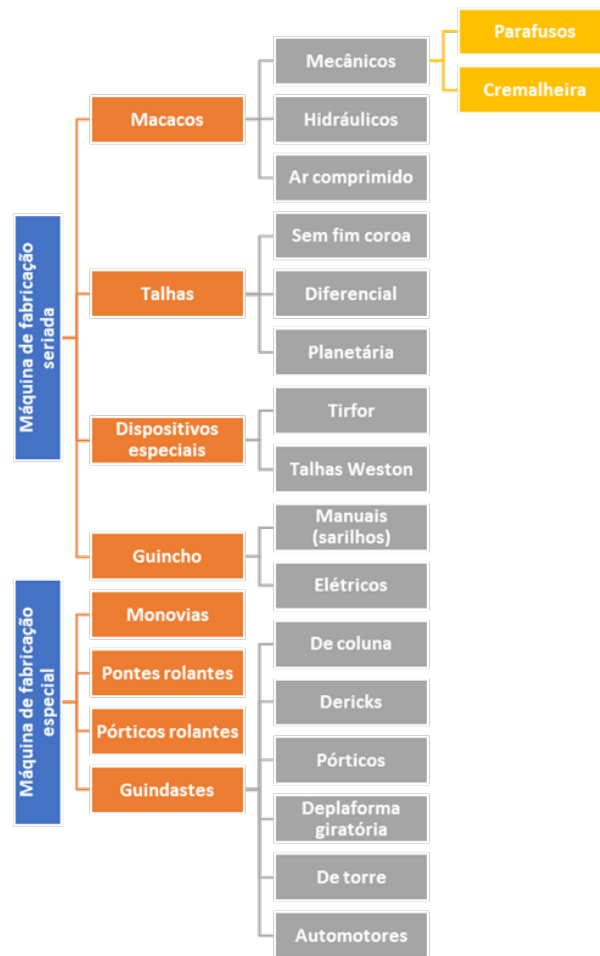 Máquina de fabricação
seriada
Macacos
Mecânicos
Parafusos
Cremalheira
Hidráulicos
Ar comprimido
Talhas
Sem fim coroa
Diferencial
Planetária
Dispositivos
especiais
Tirfor
Talhas Weston
Guincho
Manuais
(sarilhos)
Elétricos
Máquina de fabricação
especial
Monovias
Pontes rolantes
Pórticos rolantes
Guindastes
De coluna
Dericks
Pórticos
Deplaforma
giratória
De torre
Automotores